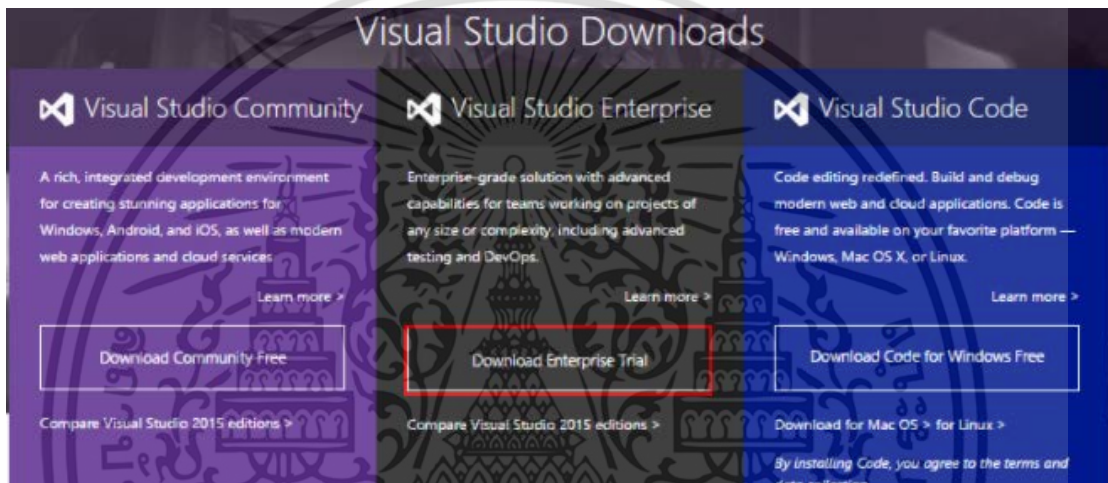 Visual Studio Downloads
Visual Studio Community
A rich, integrated development environment
for creating stunning applications for
Windows, Android, and iOS, as well as modern
web applications and cloud services
Learn more >
Download Community Free
Compare Visual Studio 2015 editions >
Visual Studio Enterprise
Enterprise-grade solution with advanced
capabilities for teams working on projects of
any size or complexity, including advanced
testing and DevOps.
Learn more >
Download Enterprise Trial
Compare Visual Studio 2015 editions >
Visual Studio Code
Code editing redefined. Build and debug
modern web and cloud applications. Code is
free and available on your favorite platform —
Windows, Mac OS X, or Linux.
Learn more >
Download Code for Windows Free
Download for Mac OS > for Linux >
By installing Code, you agree to the terms and